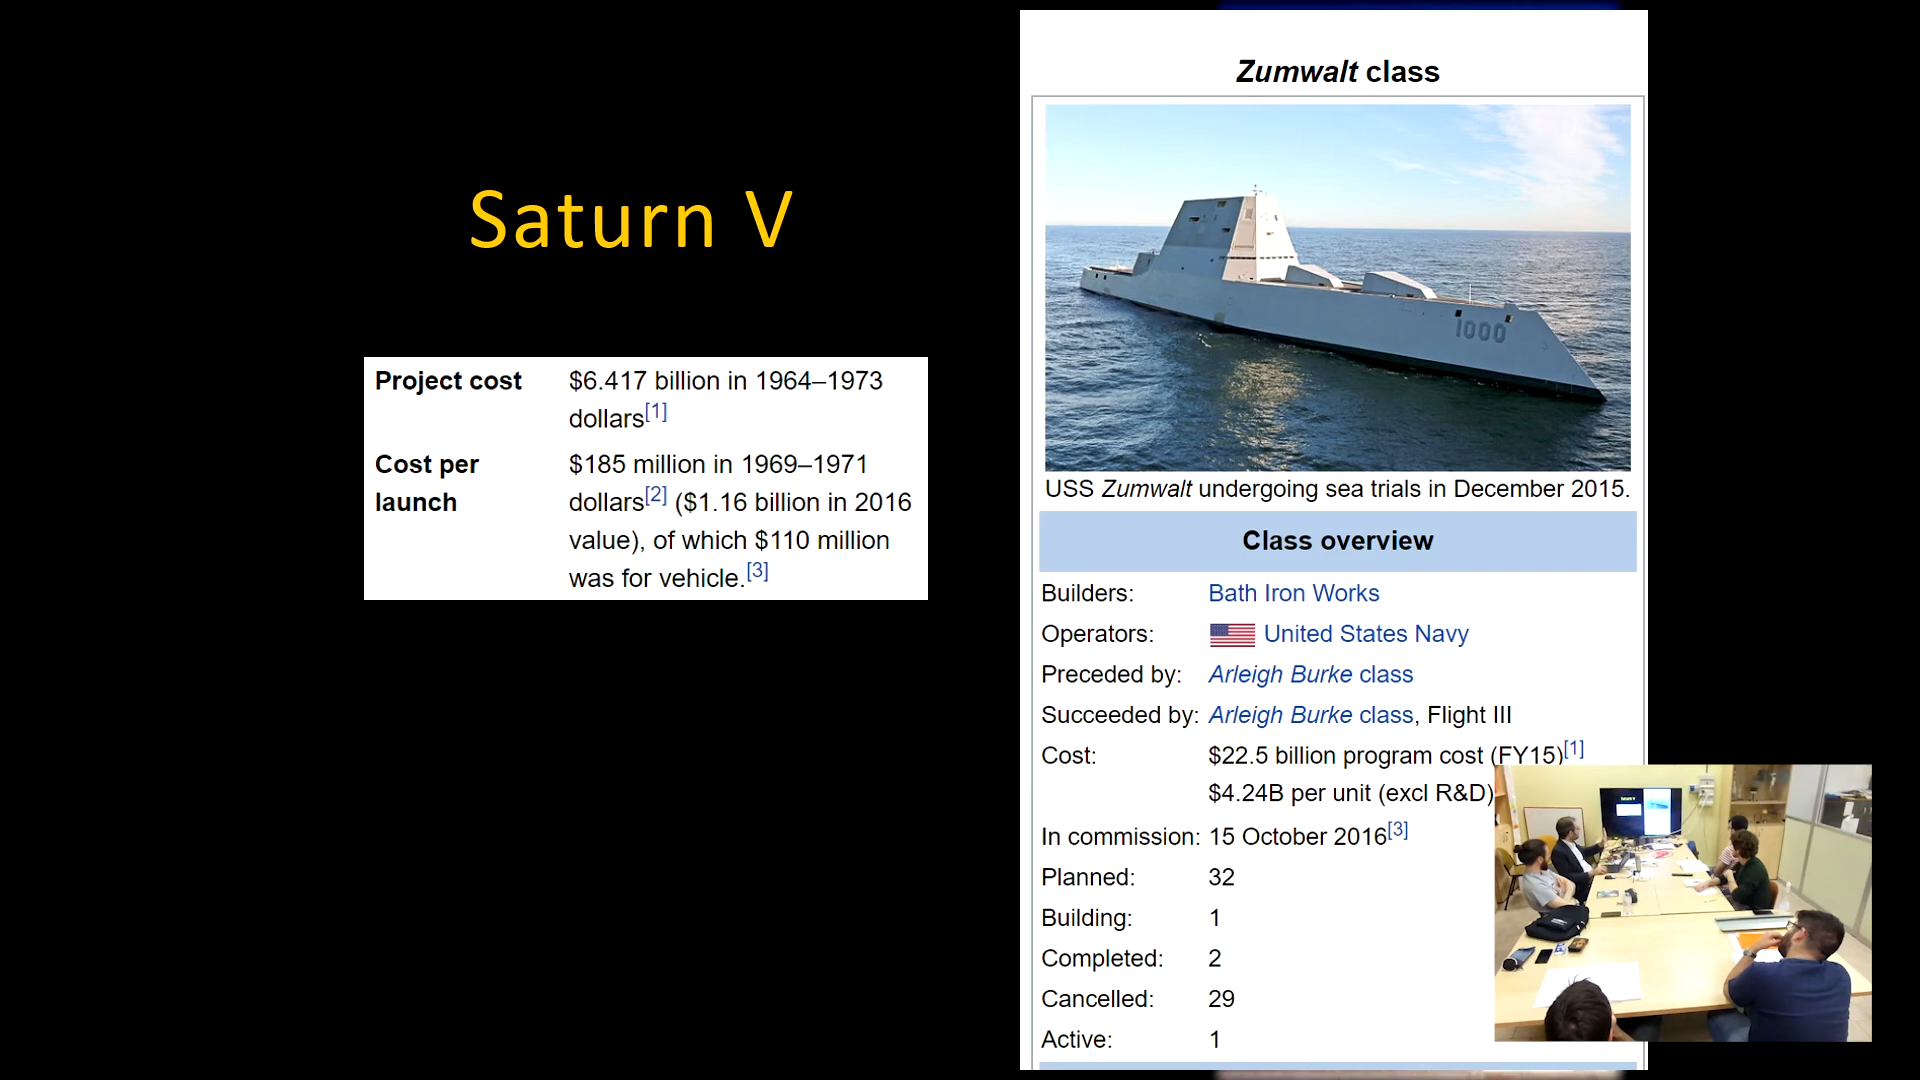 Saturn V
Project cost $6.417 billion in 1964–1973
dollars[1]
Cost per $185 million in 1969–1971
launch dollars[2] ($1.16 billion in 2016
value), of which $110 million
was for vehicle.[3]
Zumwalt class
1000
USS Zumwalt undergoing sea trials in December 2015.
Class overview
Builders: Bath Iron Works
Operators: United States Navy
Preceded by: Arleigh Burke class
Succeeded by: Arleigh Burke class, Flight III
Cost: $22.5 billion program cost (FY15)[1]
$4.24B per unit (excl R&D)
In commission: 15 October 2016[3]
Planned: 32
Building: 1
Completed: 2
Cancelled: 29
Active: 1
Saturn V